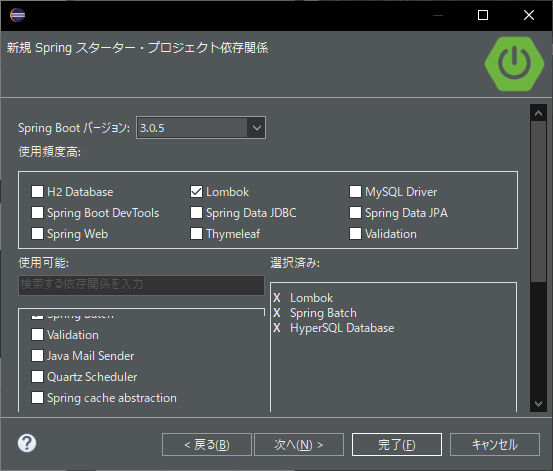 新規 Spring スターター・プロジェクト依存関係
Spring Boot バージョン: 3.0.5
使用頻度高:
H2 Database Lombok MySQL Driver
Spring Boot DevTools Spring Data JDBC Spring Data JPA
Spring Web Thymeleaf Validation
使用可能: 選択済み:
検索する依存関係を入力
X Lombok
Spring Batch
X Spring Batch
Validation
X HyperSQL Database
Java Mail Sender
Quartz Scheduler
Spring cache abstraction
? < 戻る(B) 次へ(N) > 完了(F) キャンセル